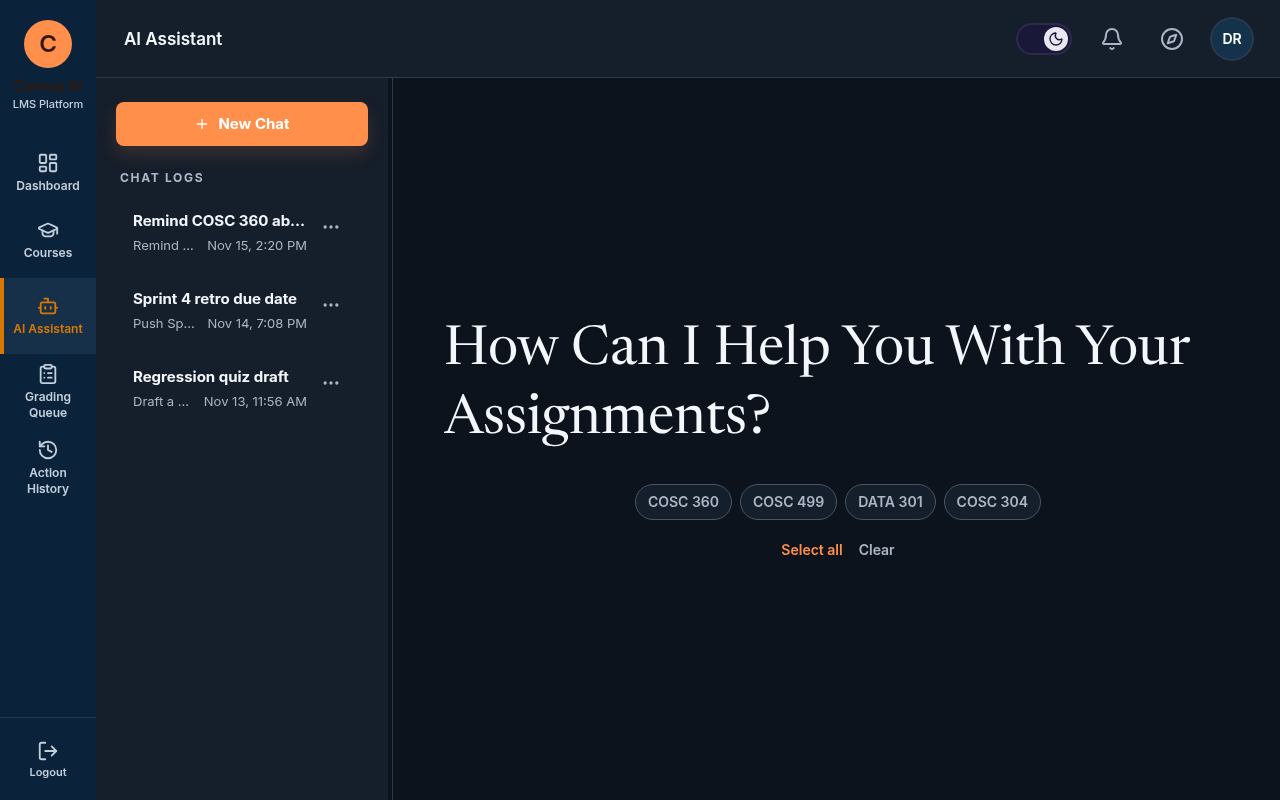 C
Canvas AI
LMS Platform
Dashboard
Courses
AI Assistant
Grading
Queue
Action
History
Logout
AI Assistant
DR
New Chat
CHAT LOGS
Remind COSC 360 ab...
Remind ... Nov 15, 2:20 PM
Sprint 4 retro due date
Push Sp... Nov 14, 7:08 PM
Regression quiz draft
Draft a ... Nov 13, 11:56 AM
How Can I Help You With Your
Assignments?
COSC 360 COSC 499 DATA 301 COSC 304
Select all Clear